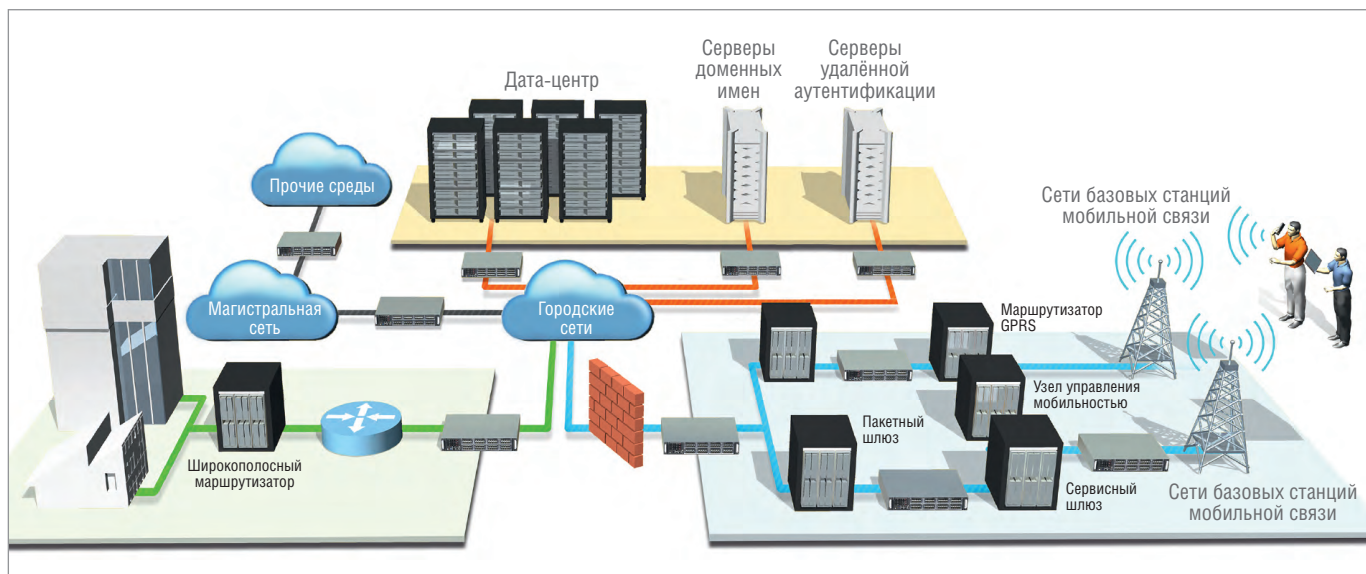 Дата-центр
Серверы
доменных
имен
Серверы
удалённой
аутентификации
Прочие среды
Сети базовых станций
мобильной связи
Магистральная
сеть
Городские
сети
Маршрутизатор
GPRS
Узел управления
мобильностью
Пакетный
шлюз
Широкополосный
маршрутизатор
Сервисный
шлюз
Сети базовых станций
мобильной связи